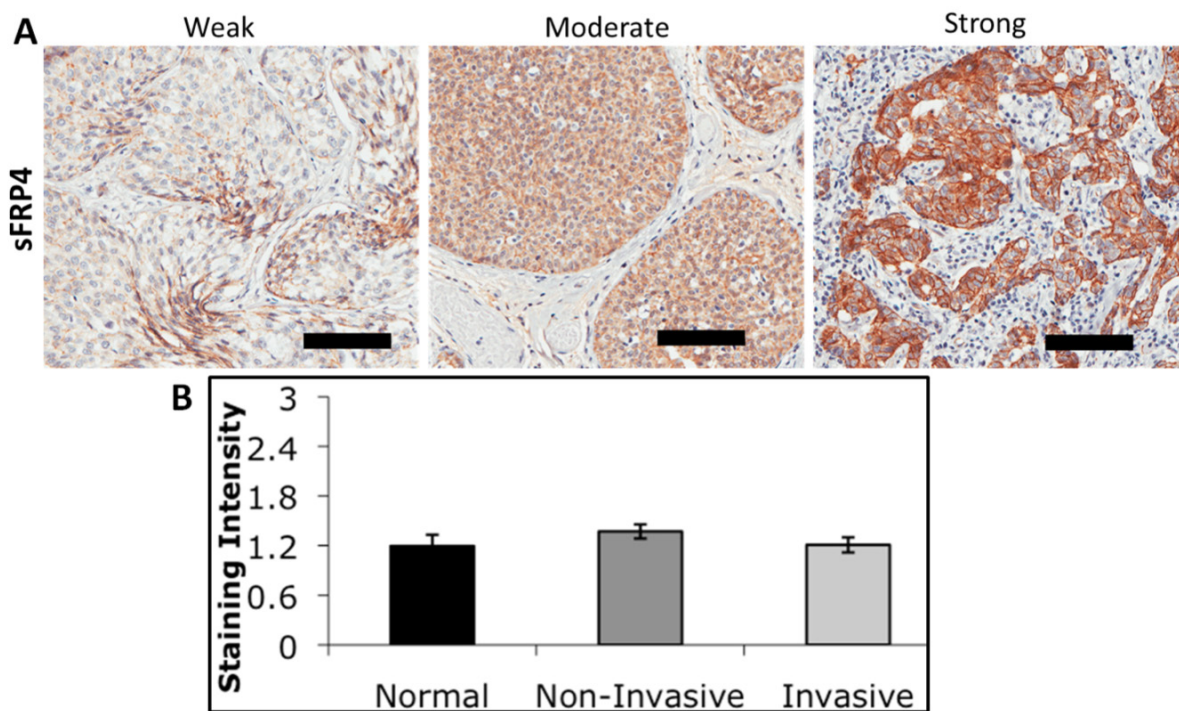 A
Weak
Moderate
Strong
sFRP4
B
Staining Intensity
3
2.4
1.8
1.2
0.6
0
Normal
Non-Invasive
Invasive